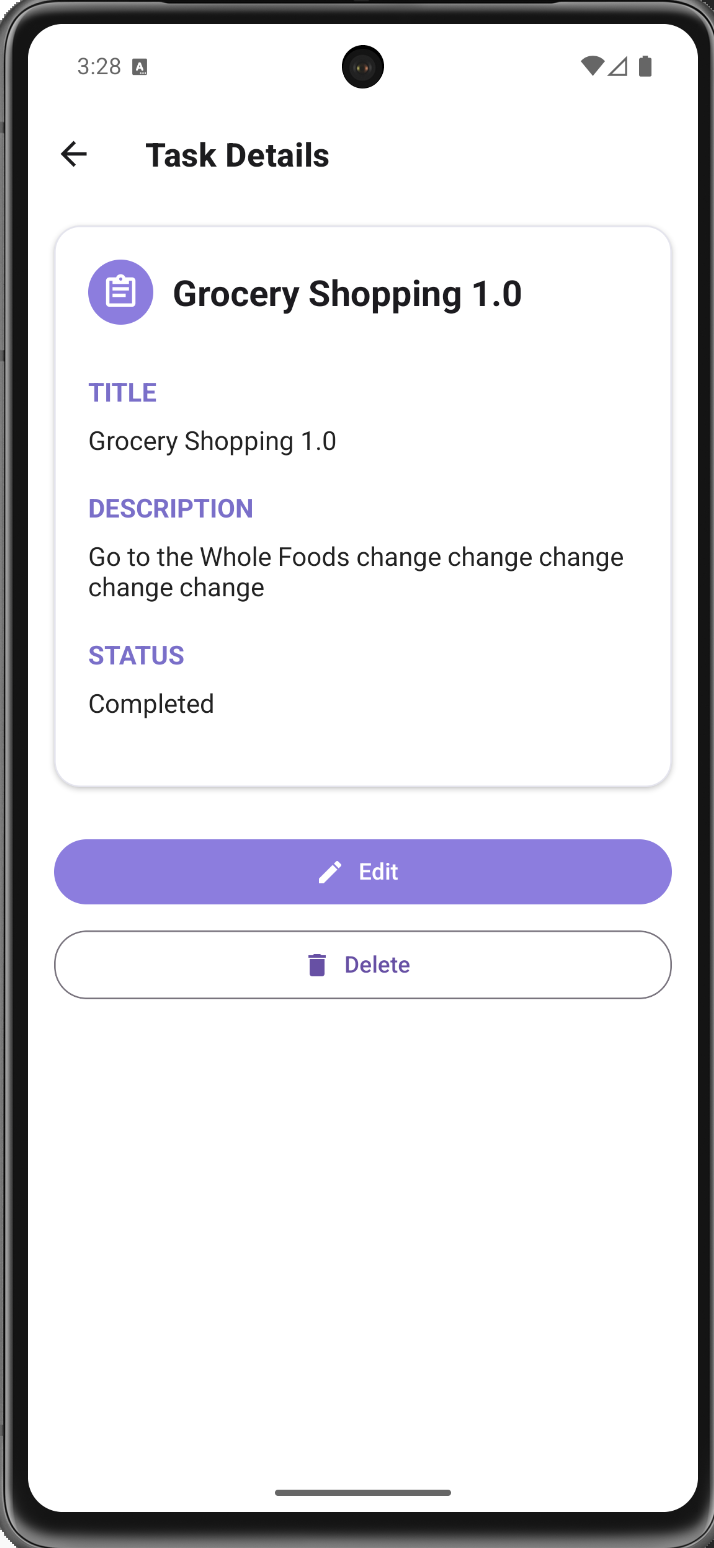 3:28
Task Details
Grocery Shopping 1.0
TITLE
Grocery Shopping 1.0
DESCRIPTION
Go to the Whole Foods change change change
change change
STATUS
Completed
Edit
Delete